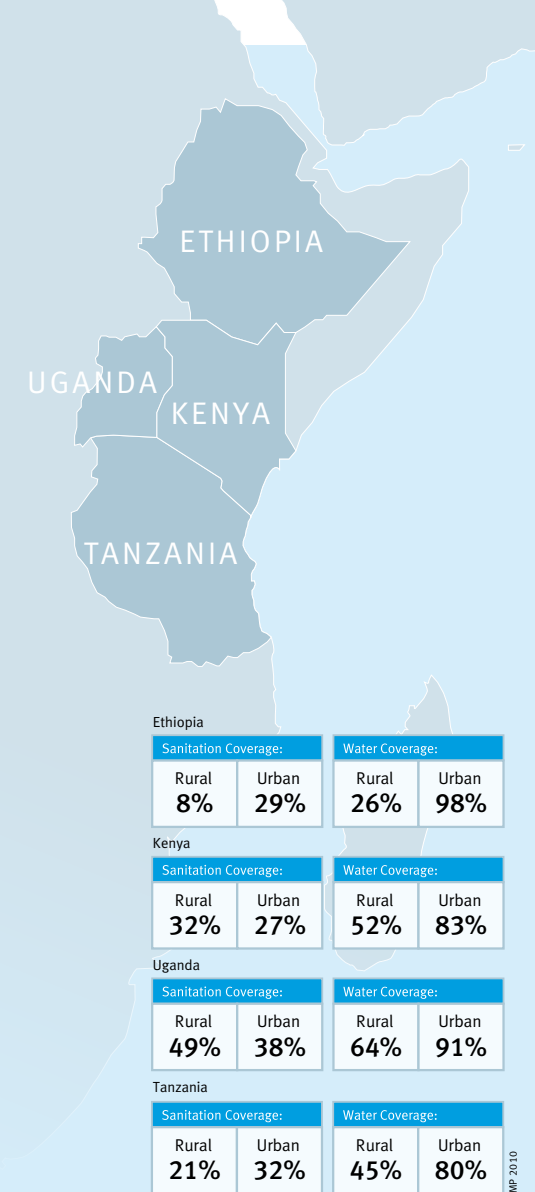 ETHIOPIA
UGANDA
KENYA
TANZANIA
Ethiopia
Sanitation Coverage: Water Coverage:
Rural Urban Rural Urban
8% 29% 26% 98%
Kenya
Sanitation Coverage: Water Coverage:
Rural Urban Rural Urban
32% 27% 52% 83%
Uganda
Sanitation Coverage: Water Coverage:
Rural Urban Rural Urban
49% 38% 64% 91%
Tanzania
Sanitation Coverage: Water Coverage:
Rural Urban Rural Urban
21% 32% 45% 80%
MP 2010